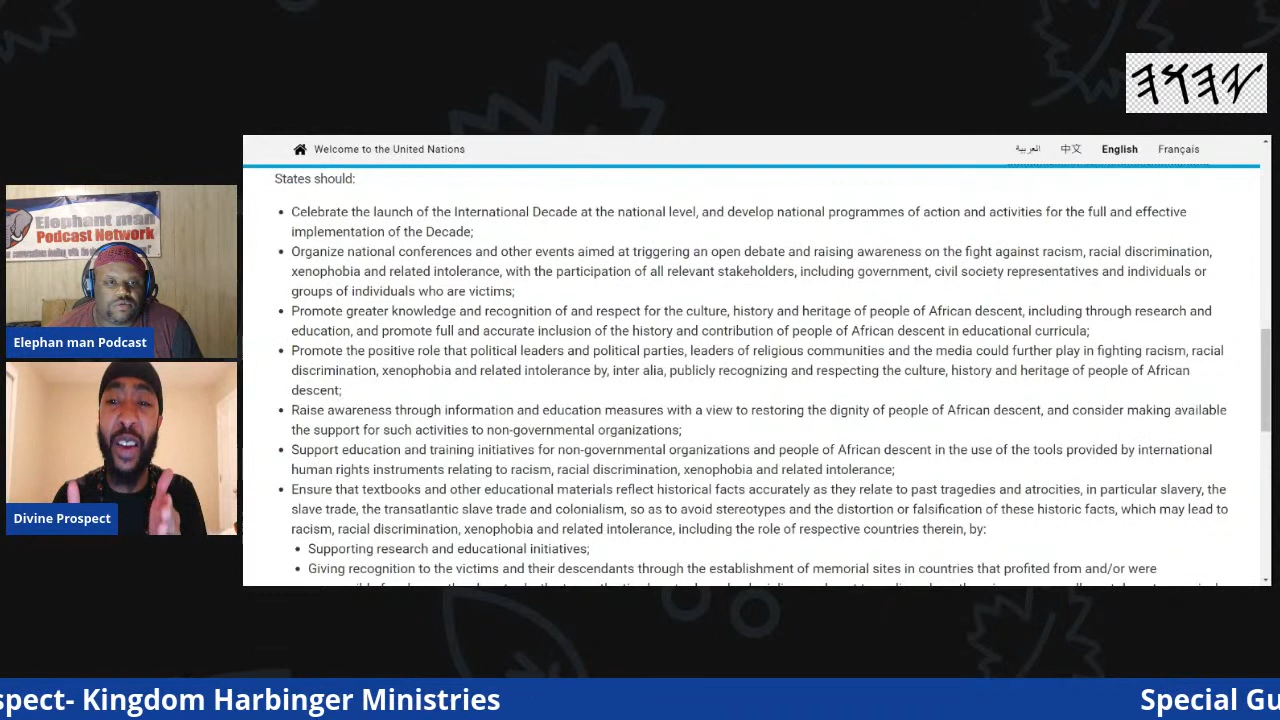 𐤉𐤄𐤅𐤄
Welcome to the United Nations
العربية 中文 English Français
States should:
• Celebrate the launch of the International Decade at the national level, and develop national programmes of action and activities for the full and effective
implementation of the Decade;
• Organize national conferences and other events aimed at triggering an open debate and raising awareness on the fight against racism, racial discrimination,
xenophobia and related intolerance, with the participation of all relevant stakeholders, including government, civil society representatives and individuals or
groups of individuals who are victims;
• Promote greater knowledge and recognition of and respect for the culture, history and heritage of people of African descent, including through research and
education, and promote full and accurate inclusion of the history and contribution of people of African descent in educational curricula;
• Promote the positive role that political leaders and political parties, leaders of religious communities and the media could further play in fighting racism, racial
discrimination, xenophobia and related intolerance by, inter alia, publicly recognizing and respecting the culture, history and heritage of people of African
descent;
• Raise awareness through information and education measures with a view to restoring the dignity of people of African descent, and consider making available
the support for such activities to non-governmental organizations;
• Support education and training initiatives for non-governmental organizations and people of African descent in the use of the tools provided by international
human rights instruments relating to racism, racial discrimination, xenophobia and related intolerance;
• Ensure that textbooks and other educational materials reflect historical facts accurately as they relate to past tragedies and atrocities, in particular slavery, the
slave trade, the transatlantic slave trade and colonialism, so as to avoid stereotypes and the distortion or falsification of these historic facts, which may lead to
racism, racial discrimination, xenophobia and related intolerance, including the role of respective countries therein, by:
• Supporting research and educational initiatives;
• Giving recognition to the victims and their descendants through the establishment of memorial sites in countries that profited from and/or were
Elephant man
Podcast Network
Elephan man Podcast
Divine Prospect
spect- Kingdom Harbinger Ministries
Special Gu